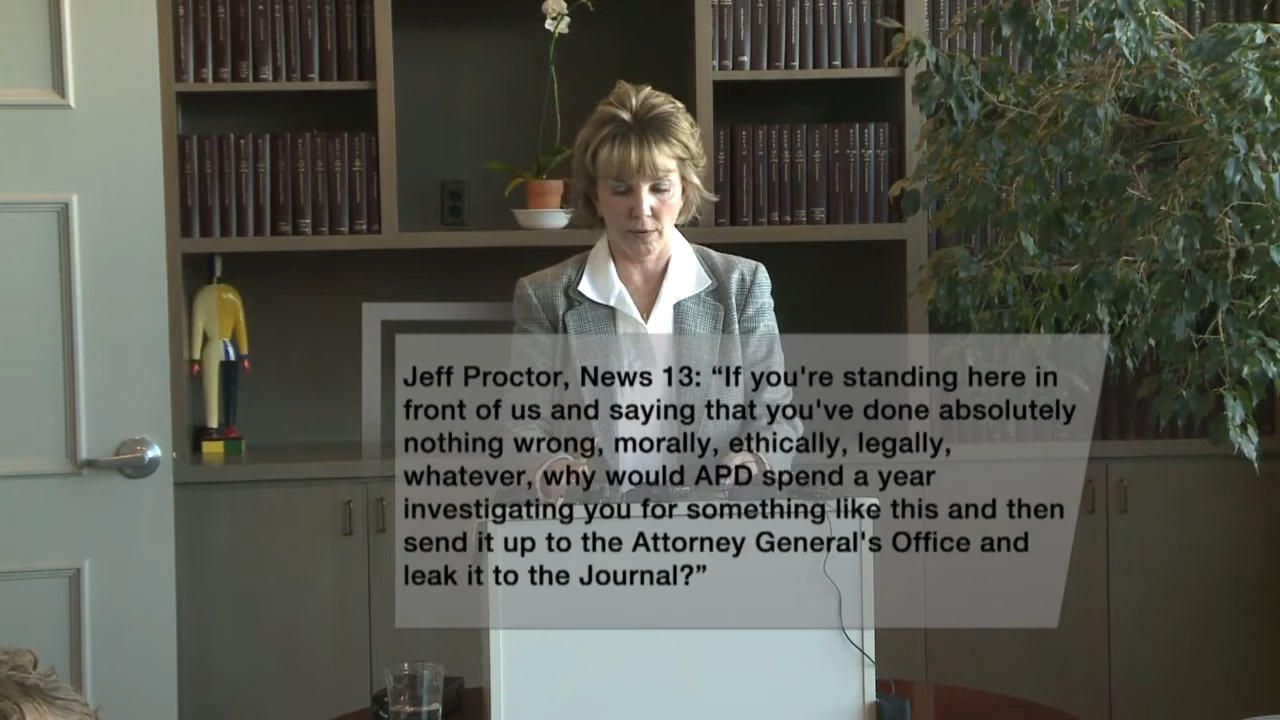 Jeff Proctor, News 13: “If you're standing here in
front of us and saying that you've done absolutely
nothing wrong, morally, ethically, legally,
whatever, why would APD spend a year
investigating you for something like this and then
send it up to the Attorney General's Office and
leak it to the Journal?”